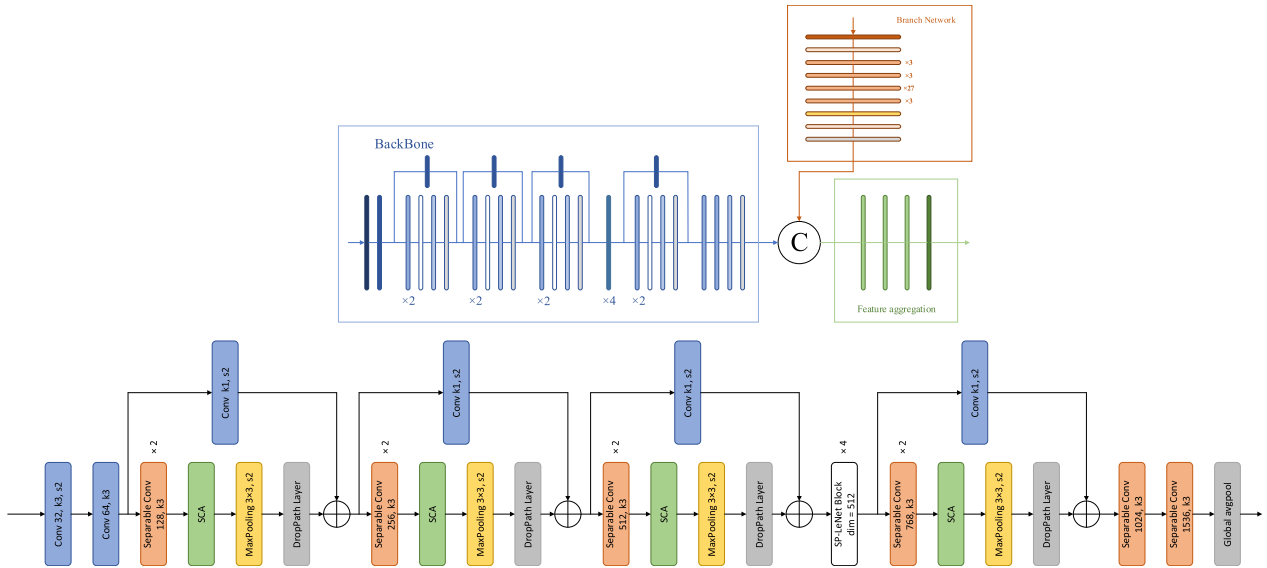 Branch Network
×3
×3
×27
×3
BackBone
×2
×2
×2
×4
×2
C
Feature aggregation
Conv 32, k3, s2
Conv 64, k3
Conv k1, s2
× 2
Separable Conv
128, k3
SCA
MaxPooling 3×3, s2
DropPath Layer
Conv k1, s2
× 2
Separable Conv
256, k3
SCA
MaxPooling 3×3, s2
DropPath Layer
Conv k1, s2
× 2
Separable Conv
512, k3
SCA
MaxPooling 3×3, s2
DropPath Layer
× 4
SP-LeNet Block
dim = 512
Conv k1, s2
× 2
Separable Conv
768, k3
SCA
MaxPooling 3×3, s2
DropPath Layer
Separable Conv
1024, k3
Separable Conv
1536, k3
Global avgpool